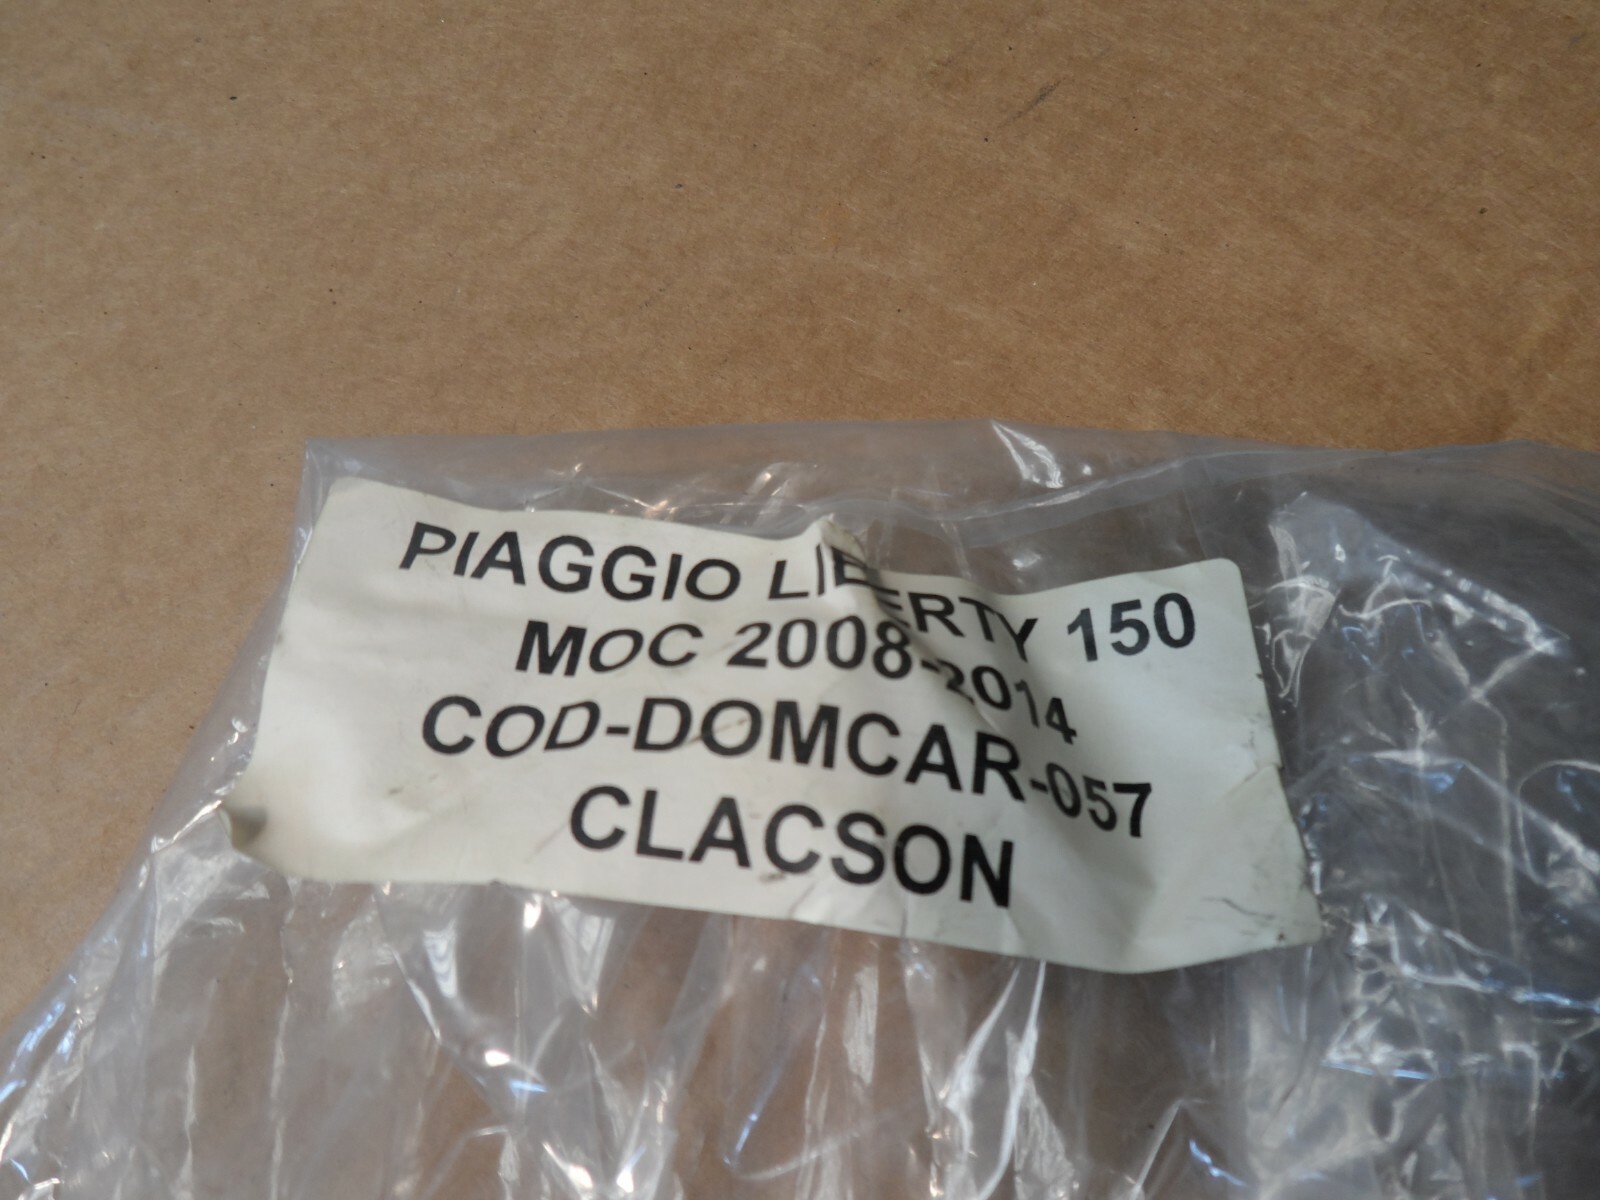 PIAGGIO LIBERTY 150
MOC 2008-2014
COD-DOMCAR-057
CLACSON